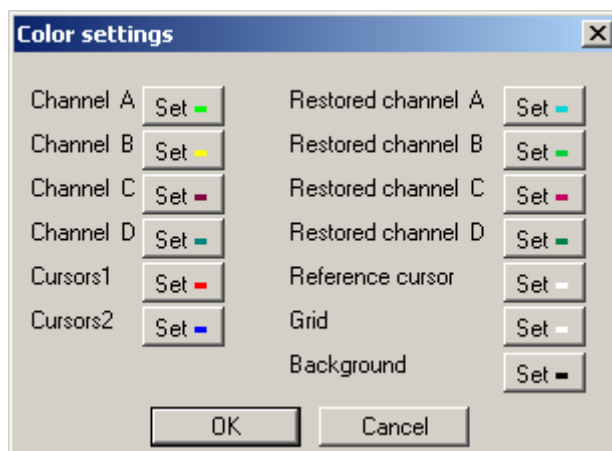 Color settings
Channel A Set Restored channel A Set
Channel B Set Restored channel B Set
Channel C Set Restored channel C Set
Channel D Set Restored channel D Set
Cursors1 Set Reference cursor Set
Cursors2 Set Grid Set
Background Set
OK Cancel